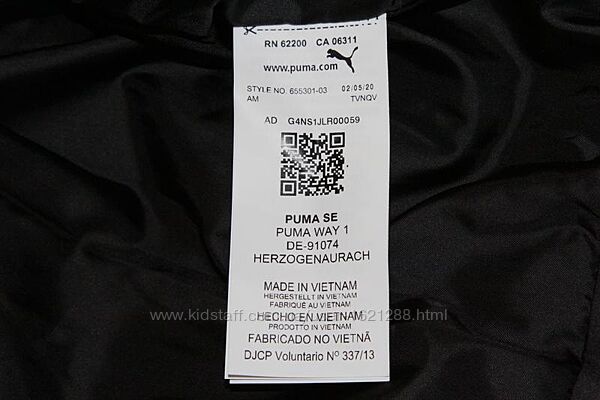 RN 62200 CA 06311
www.puma.com
STYLE NO. 655301-03 02/05/20
AM TVNQV
AD G4NS1JLR00059
PUMA SE
PUMA WAY 1
DE-91074
HERZOGENAURACH
MADE IN VIETNAM
HERGESTELLT IN VIETNAM
FABRIQUÉ AU VIETNAM
HECHO EN VIETNAM
PRODOTTO IN VIETNAM
FABRICADO NO VIETNÃ
DJCP Voluntario Nº 337/13